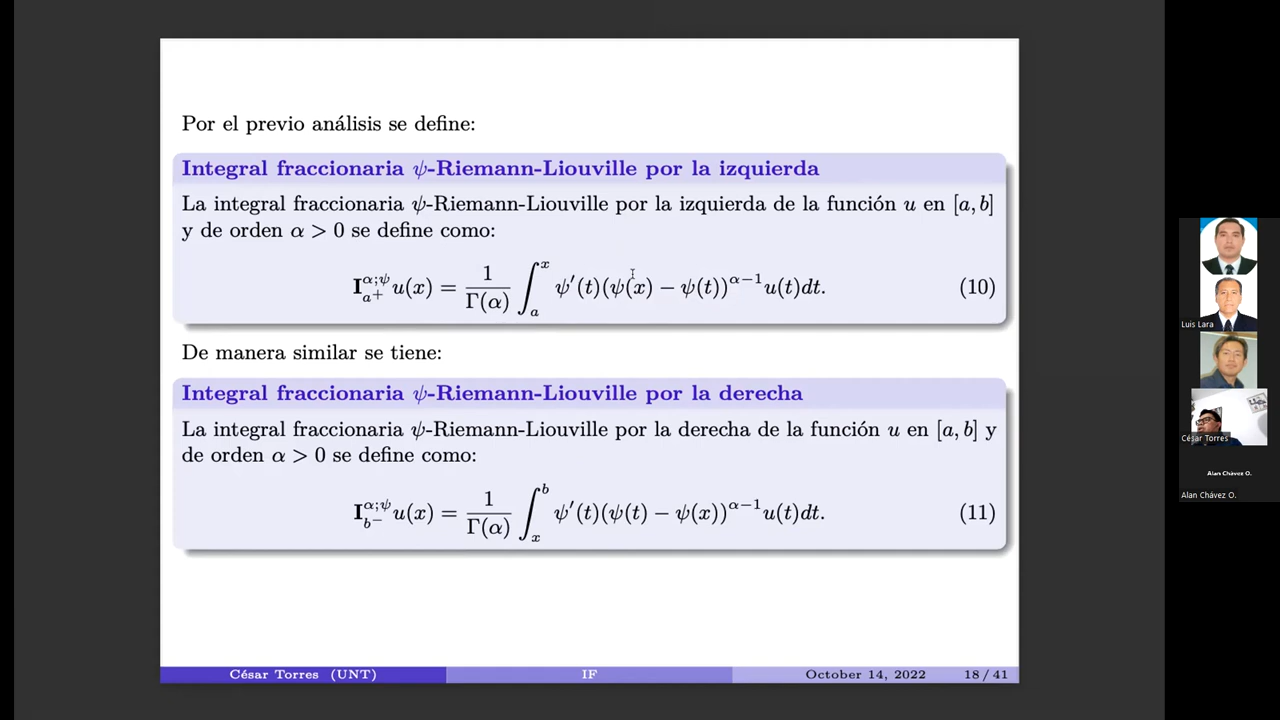 Por el previo análisis se define:
Integral fraccionaria ψ-Riemann-Liouville por la izquierda
La integral fraccionaria ψ-Riemann-Liouville por la izquierda de la función u en [a, b]
y de orden α > 0 se define como:
I_{a^+}^{α;ψ} u(x) = \frac{1}{Γ(α)} ∫_a^x ψ′(t)(ψ(x) − ψ(t))^{α−1} u(t)dt. (10)
De manera similar se tiene:
Integral fraccionaria ψ-Riemann-Liouville por la derecha
La integral fraccionaria ψ-Riemann-Liouville por la derecha de la función u en [a, b] y
de orden α > 0 se define como:
I_{b^-}^{α;ψ} u(x) = \frac{1}{Γ(α)} ∫_x^b ψ′(t)(ψ(t) − ψ(x))^{α−1} u(t)dt. (11)
César Torres (UNT) IF October 14, 2022 18 / 41
Luis Lara
César Torres
Alan Chávez O.
Alan Chávez O.